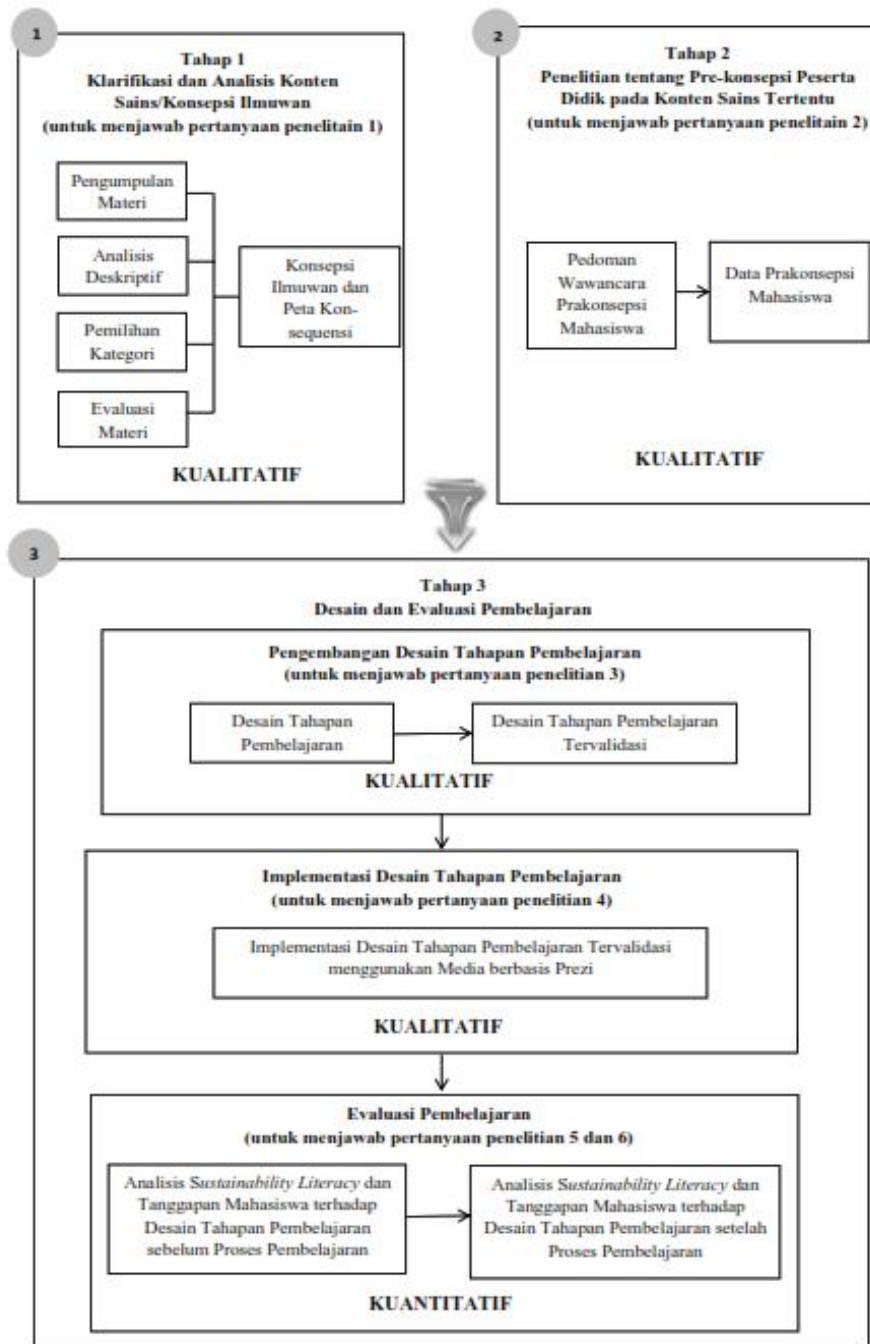 1
Tahap 1
Klarifikasi dan Analisis Konten
Sains/Konsepsi Ilmuwan
(untuk menjawab pertanyaan penelitain 1)
Pengumpulan
Materi
Analisis
Deskriptif
Pemilihan
Kategori
Evaluasi
Materi
Konsepsi
Ilmuwan dan
Peta Kon-
sequensi
KUALITATIF
2
Tahap 2
Penelitian tentang Pre-konsepsi Peserta
Didik pada Konten Sains Tertentu
(untuk menjawab pertanyaan penelitain 2)
Pedoman
Wawancara
Prakonsepsi
Mahasiswa
Data Prakonsepsi
Mahasiswa
KUALITATIF
3
Tahap 3
Desain dan Evaluasi Pembelajaran
Pengembangan Desain Tahapan Pembelajaran
(untuk menjawab pertanyaan penelitian 3)
Desain Tahapan
Pembelajaran
Desain Tahapan Pembelajaran
Tervalidasi
KUALITATIF
Implementasi Desain Tahapan Pembelajaran
(untuk menjawab pertanyaan penelitian 4)
Implementasi Desain Tahapan Pembelajaran Tervalidasi
menggunakan Media berbasis Prezi
KUALITATIF
Evaluasi Pembelajaran
(untuk menjawab pertanyaan penelitian 5 dan 6)
Analisis Sustainability Literacy dan
Tanggapan Mahasiswa terhadap
Desain Tahapan Pembelajaran
sebelum Proses Pembelajaran
Analisis Sustainability Literacy dan
Tanggapan Mahasiswa terhadap
Desain Tahapan Pembelajaran setelah
Proses Pembelajaran
KUANTITATIF